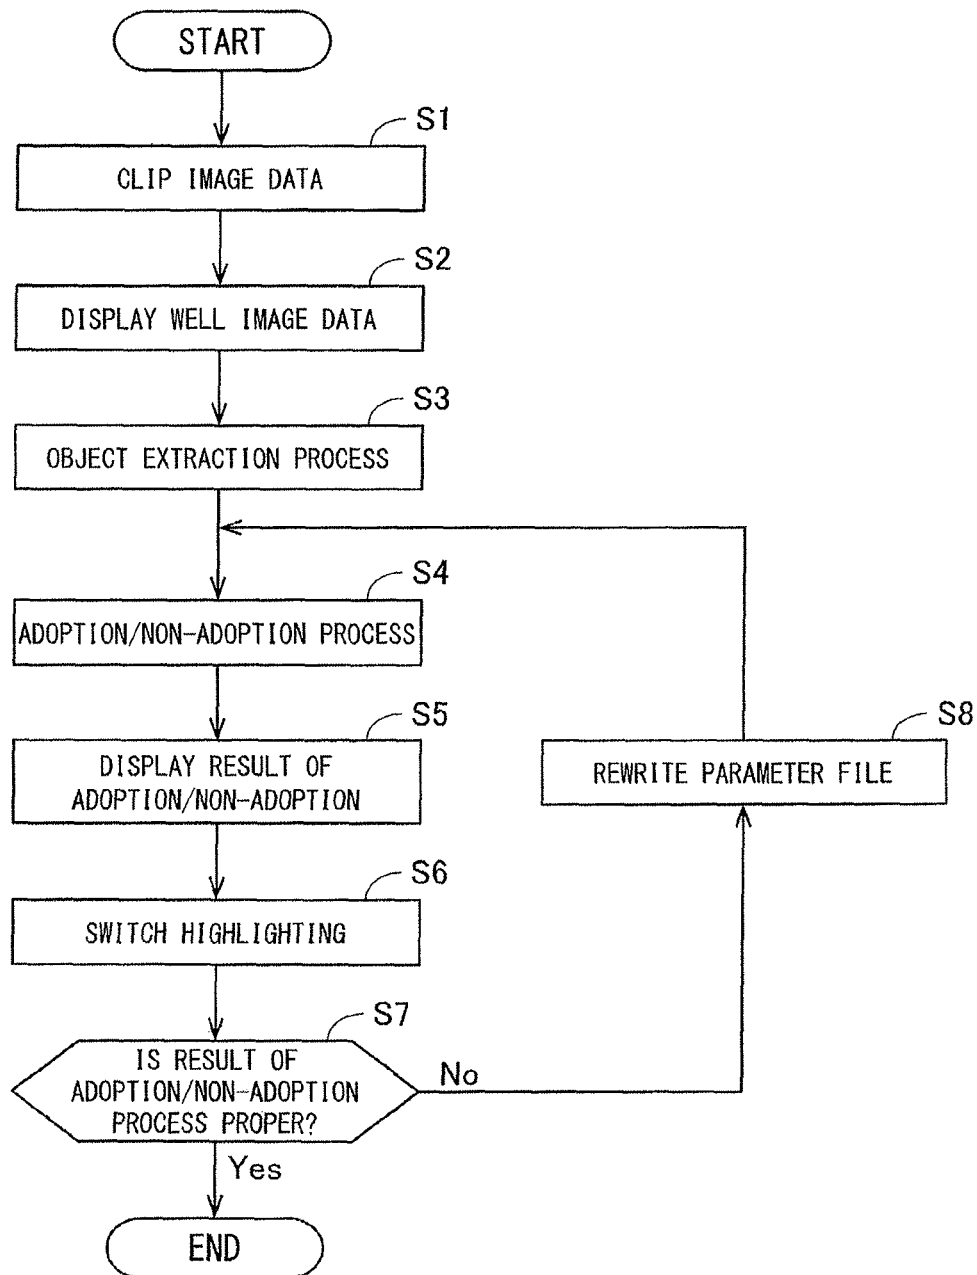 START
S1
CLIP IMAGE DATA
S2
DISPLAY WELL IMAGE DATA
S3
OBJECT EXTRACTION PROCESS
S4
ADOPTION/NON-ADOPTION PROCESS
S5
DISPLAY RESULT OF
ADOPTION/NON-ADOPTION
S8
REWRITE PARAMETER FILE
S6
SWITCH HIGHLIGHTING
S7
IS RESULT OF
ADOPTION/NON-ADOPTION
PROCESS PROPER?
No
Yes
END